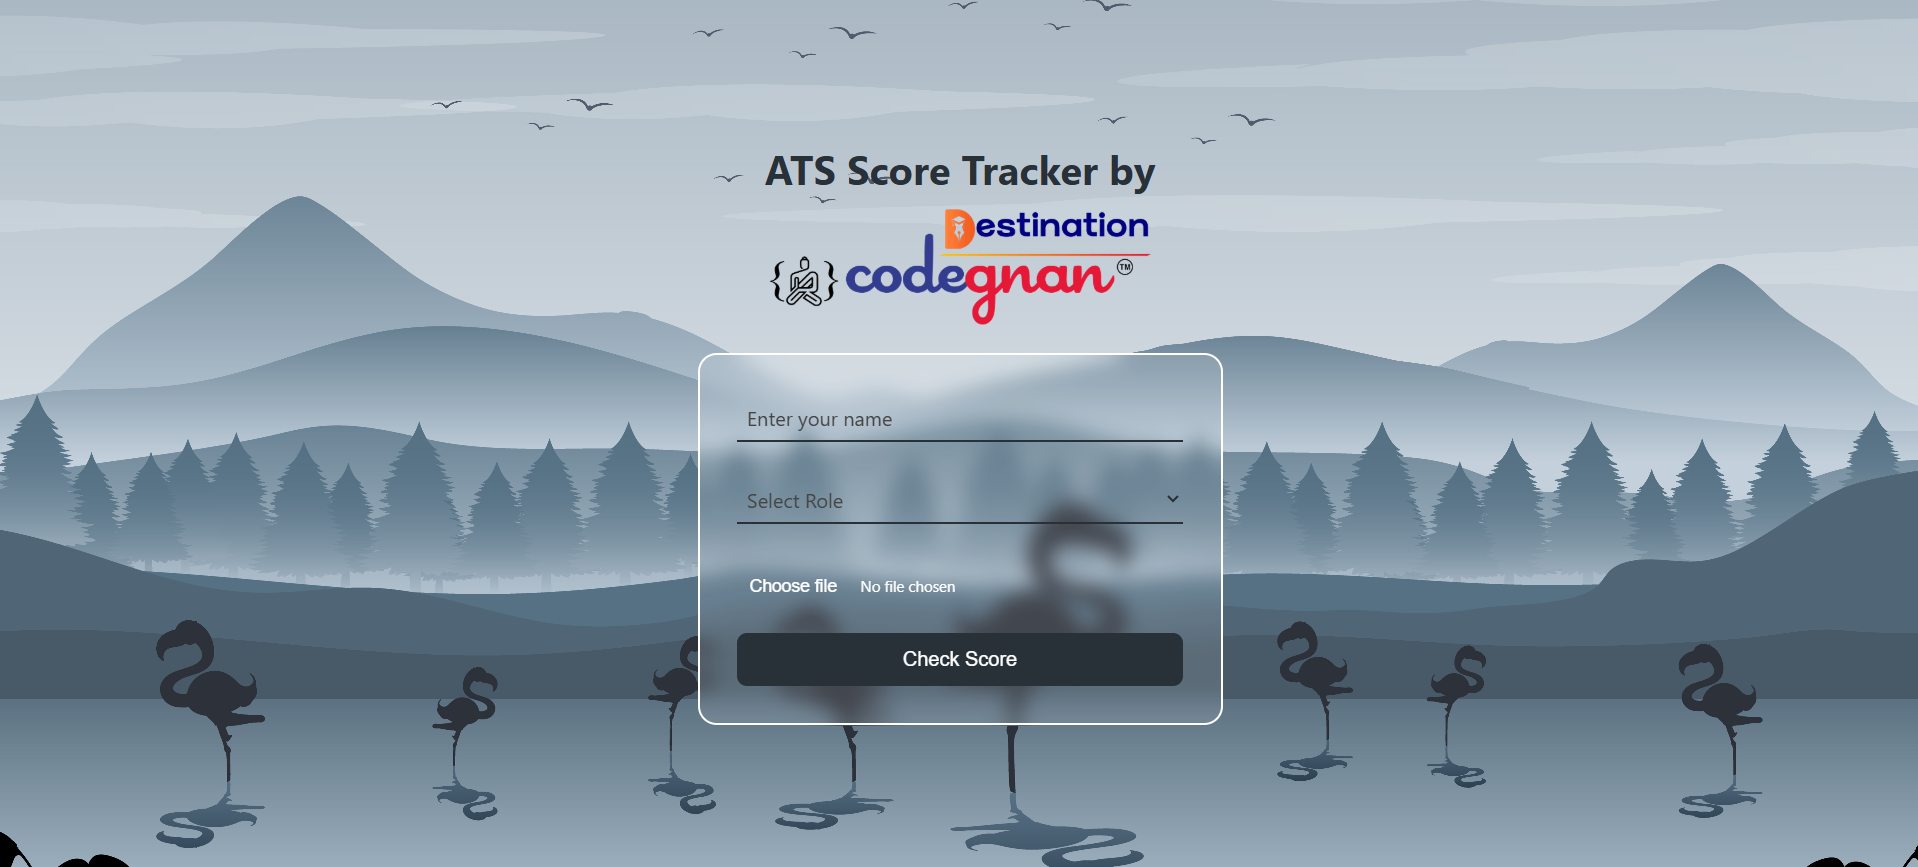 ATS Score Tracker by
Destination
{ } codegnan ™
Enter your name
Select Role
Choose file No file chosen
Check Score